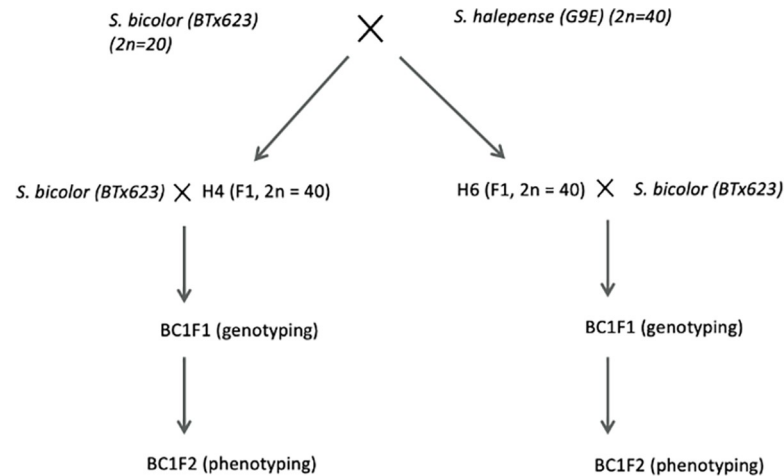 S. bicolor (BTx623)
(2n=20)
S. halepense (G9E) (2n=40)
S. bicolor (BTx623) H4 (F1, 2n = 40)
H6 (F1, 2n = 40) S. bicolor (BTx623)
BC1F1 (genotyping)
BC1F1 (genotyping)
BC1F2 (phenotyping)
BC1F2 (phenotyping)